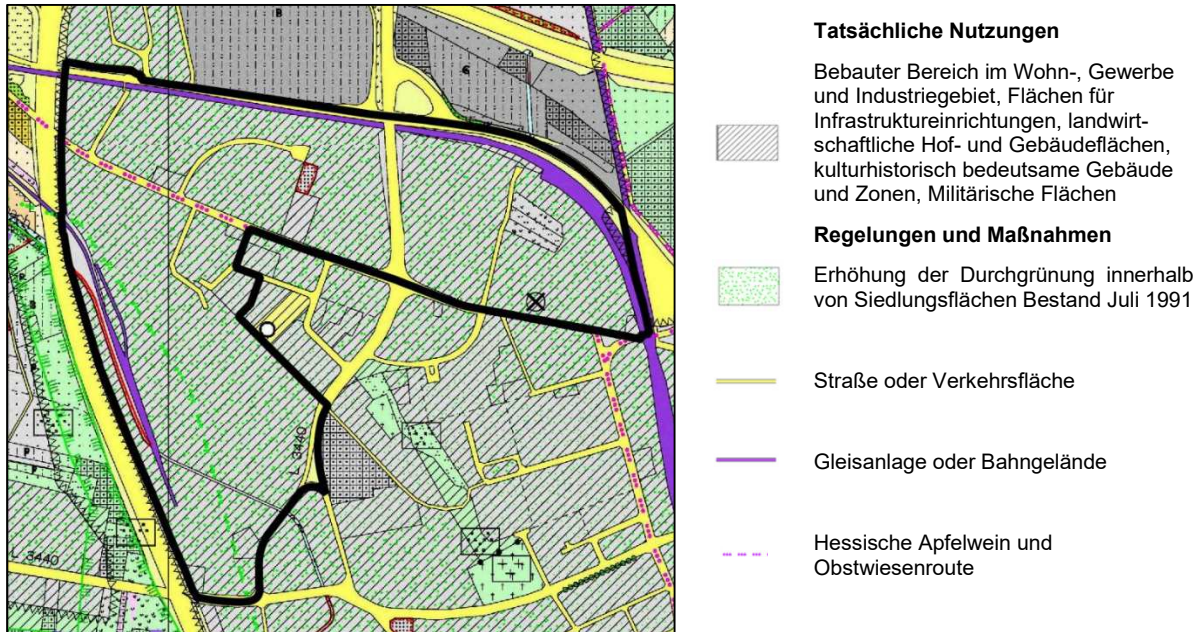 Tatsächliche Nutzungen
Bebauter Bereich im Wohn-, Gewerbe
und Industriegebiet, Flächen für
Infrastruktureinrichtungen, landwirt-
schaftliche Hof- und Gebäudeflächen,
kulturhistorisch bedeutsame Gebäude
und Zonen, Militärische Flächen
Regelungen und Maßnahmen
Erhöhung der Durchgrünung innerhalb
von Siedlungsflächen Bestand Juli 1991
Straße oder Verkehrsfläche
Gleisanlage oder Bahngelände
Hessische Apfelwein und
Obstwiesenroute
L 3440
L 3440